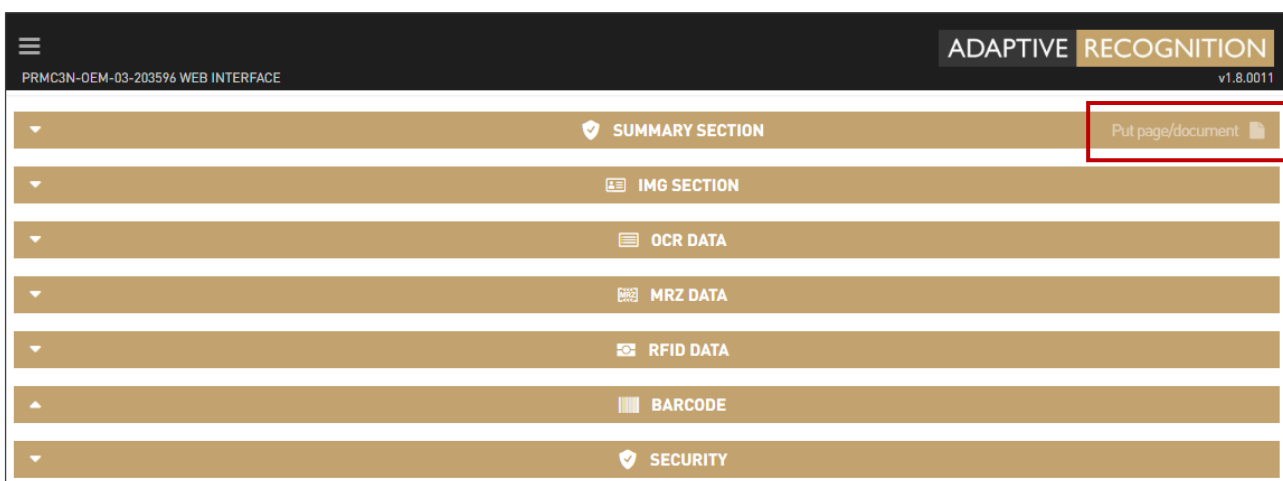 ADAPTIVE RECOGNITION
PRMC3N-OEM-03-203596 WEB INTERFACE
v1.8.0011
SUMMARY SECTION
Put page/document
IMG SECTION
OCR DATA
MRZ MRZ DATA
RFID DATA
BARCODE
SECURITY